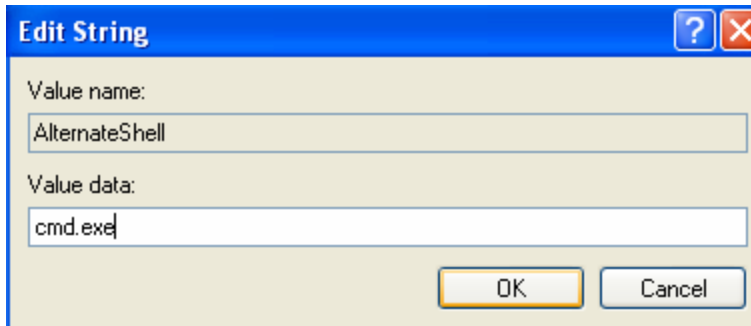 Edit String
Value name:
AlternateShell
Value data:
cmd.exe
OK Cancel